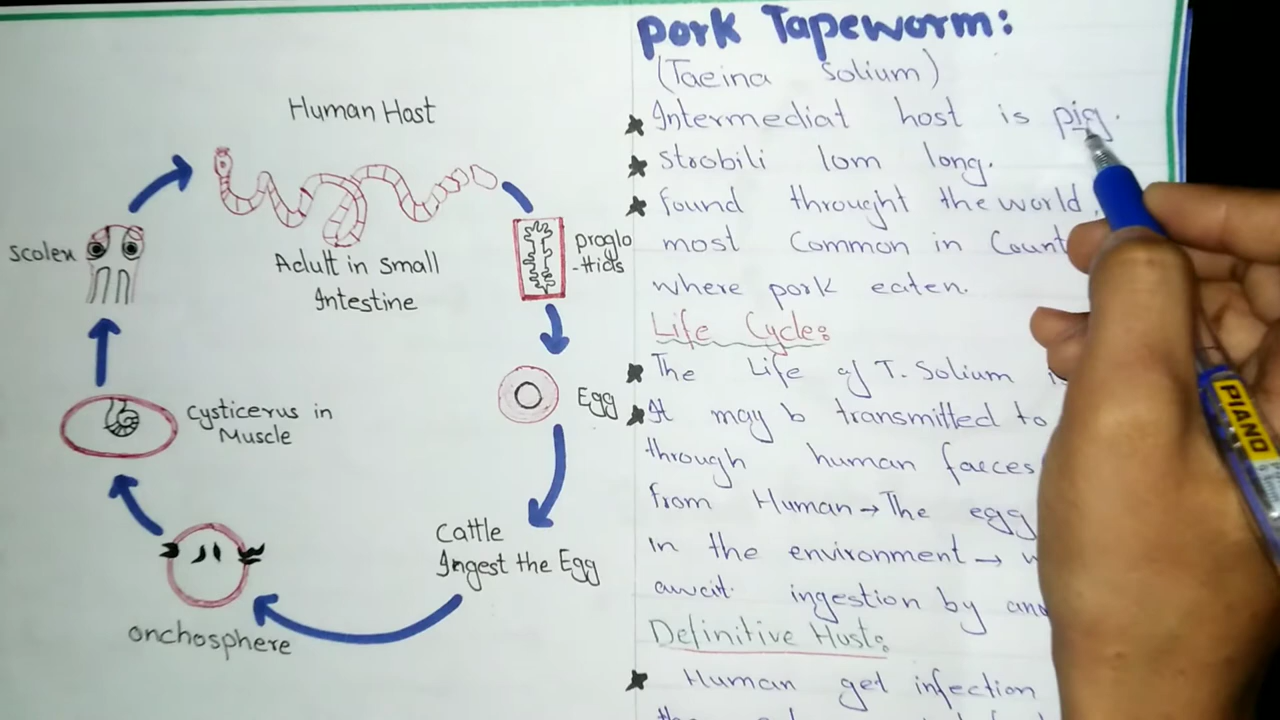 Human Host
Adult in Small
Intestine
proglo
-ttids
Egg
Cattle
Ingest the Egg
onchosphere
Cysticerus in
Muscle
Scolex
Pork Tapeworm:
(Taeina Solium)
Intermediat host is pig.
strobili 10m long.
found throught the world,
most Common in Count
where pork eaten.
Life Cycle:
The Life of T. Solium
It may b transmitted to
through human faeces
from Human → The egg
in the environment →
await ingestion by
Definitive Host:
Human get infection
PIANO